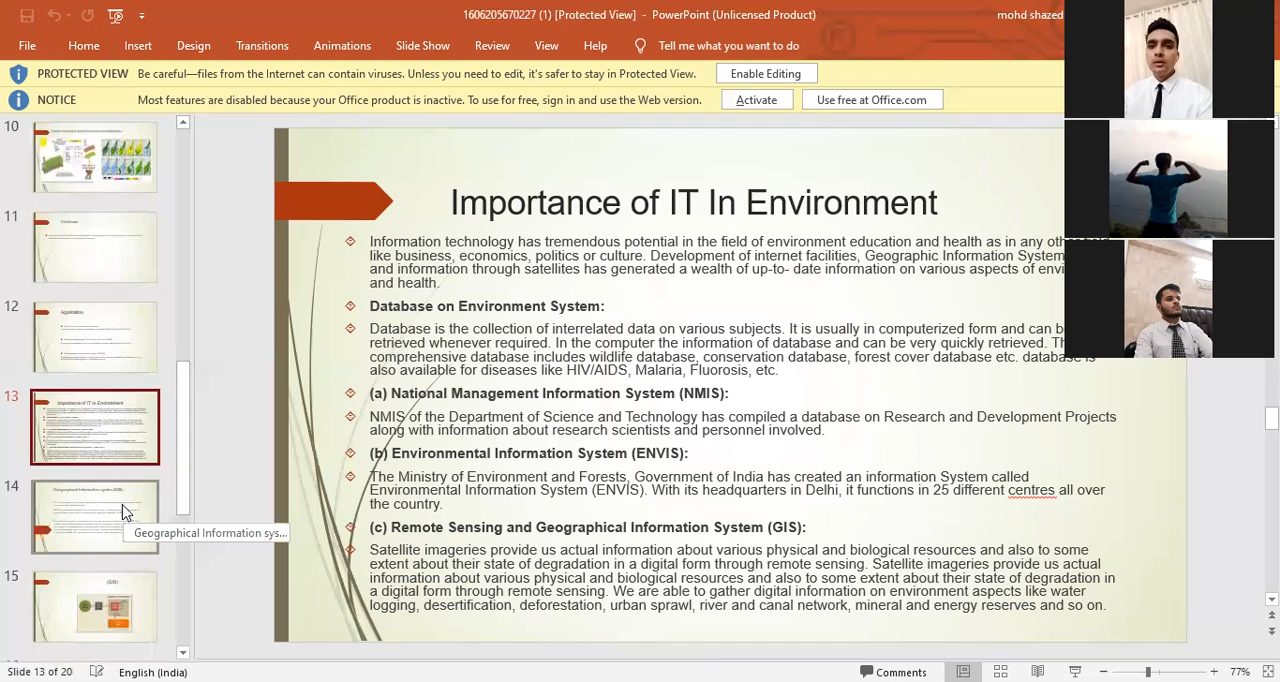 1606205670227 (1) [Protected View] - PowerPoint (Unlicensed Product)
mohd shazed
File Home Insert Design Transitions Animations Slide Show Review View Help Tell me what you want to do
PROTECTED VIEW Be careful—files from the Internet can contain viruses. Unless you need to edit, it's safer to stay in Protected View. Enable Editing
NOTICE Most features are disabled because your Office product is inactive. To use for free, sign in and use the Web version. Activate Use free at Office.com
10
11
Database
12
Application
13
Importance of IT In Environment
14
Geographical Information system (GIS)
Geographical Information sys...
15
(GIS)
Importance of IT In Environment
Information technology has tremendous potential in the field of environment education and health as in any
like business, economics, politics or culture. Development of internet facilities, Geographic Information System
and information through satellites has generated a wealth of up-to- date information on various aspects of
and health.
Database on Environment System:
Database is the collection of interrelated data on various subjects. It is usually in computerized form and can
retrieved whenever required. In the computer the information of database and can be very quickly retrieved.
comprehensive database includes wildlife database, conservation database, forest cover database etc. database is
also available for diseases like HIV/AIDS, Malaria, Fluorosis, etc.
(a) National Management Information System (NMIS):
NMIS of the Department of Science and Technology has compiled a database on Research and Development Projects
along with information about research scientists and personnel involved.
(b) Environmental Information System (ENVIS):
The Ministry of Environment and Forests, Government of India has created an information System called
Environmental Information System (ENVIS). With its headquarters in Delhi, it functions in 25 different centres all over
the country.
(c) Remote Sensing and Geographical Information System (GIS):
Satellite imageries provide us actual information about various physical and biological resources and also to some
extent about their state of degradation in a digital form through remote sensing. Satellite imageries provide us actual
information about various physical and biological resources and also to some extent about their state of degradation in
a digital form through remote sensing. We are able to gather digital information on environment aspects like water
logging, desertification, deforestation, urban sprawl, river and canal network, mineral and energy reserves and so on.
Slide 13 of 20 English (India) Comments 77%